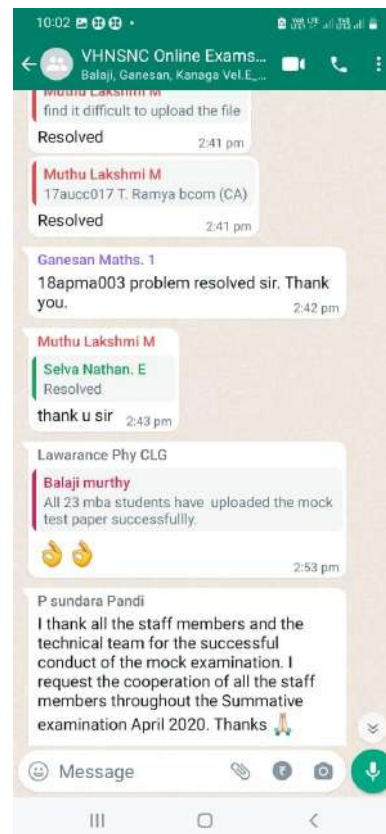 10:02
VHNSNC Online Exams...
Balaji, Ganesan, Kanaga Vel.E,...
Muthu Lakshmi M
find it difficult to upload the file
Resolved
2:41 pm
Muthu Lakshmi M
17aucc017 T. Ramya bcom (CA)
Resolved
2:41 pm
Ganesan Maths. 1
18apma003 problem resolved sir. Thank
you.
2:42 pm
Muthu Lakshmi M
Selva Nathan. E
Resolved
thank u sir
2:43 pm
Lawarance Phy CLG
Balaji murthy
All 23 mba students have uploaded the mock
test paper successfullly.
👌👌
2:53 pm
P sundara Pandi
I thank all the staff members and the
technical team for the successful
conduct of the mock examination. I
request the cooperation of all the staff
members throughout the Summative
examination April 2020. Thanks 🙏
Message